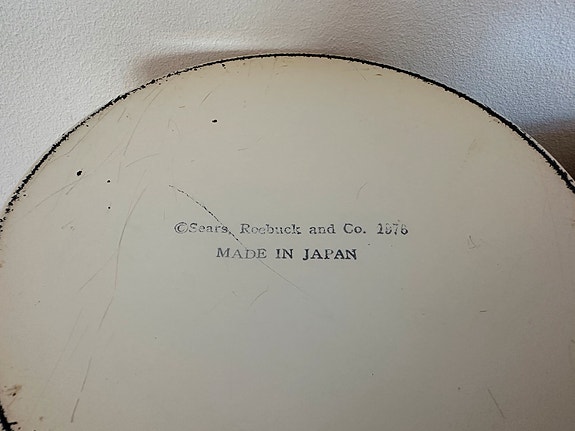 ©Sears, Roebuck and Co. 1976
MADE IN JAPAN